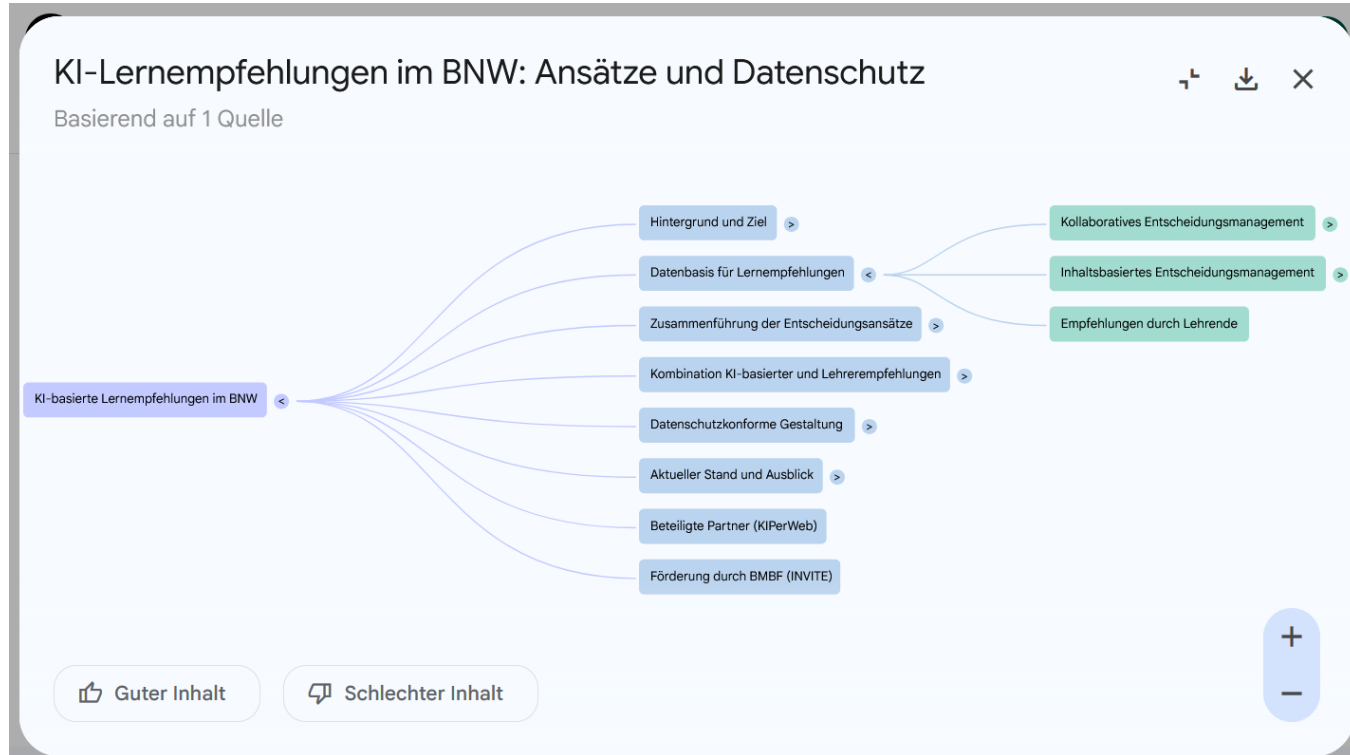 KI-Lernempfehlungen im BNW: Ansätze und Datenschutz
Basierend auf 1 Quelle
KI-basierte Lernempfehlungen im BNW <
Hintergrund und Ziel >
Datenbasis für Lernempfehlungen <
Zusammenführung der Entscheidungsansätze >
Kombination KI-basierter und Lehrerempfehlungen >
Datenschutzkonforme Gestaltung >
Aktueller Stand und Ausblick >
Beteiligte Partner (KIPerWeb)
Förderung durch BMBF (INVITE)
Kollaboratives Entscheidungsmanagement >
Inhaltsbasiertes Entscheidungsmanagement >
Empfehlungen durch Lehrende
Guter Inhalt
Schlechter Inhalt